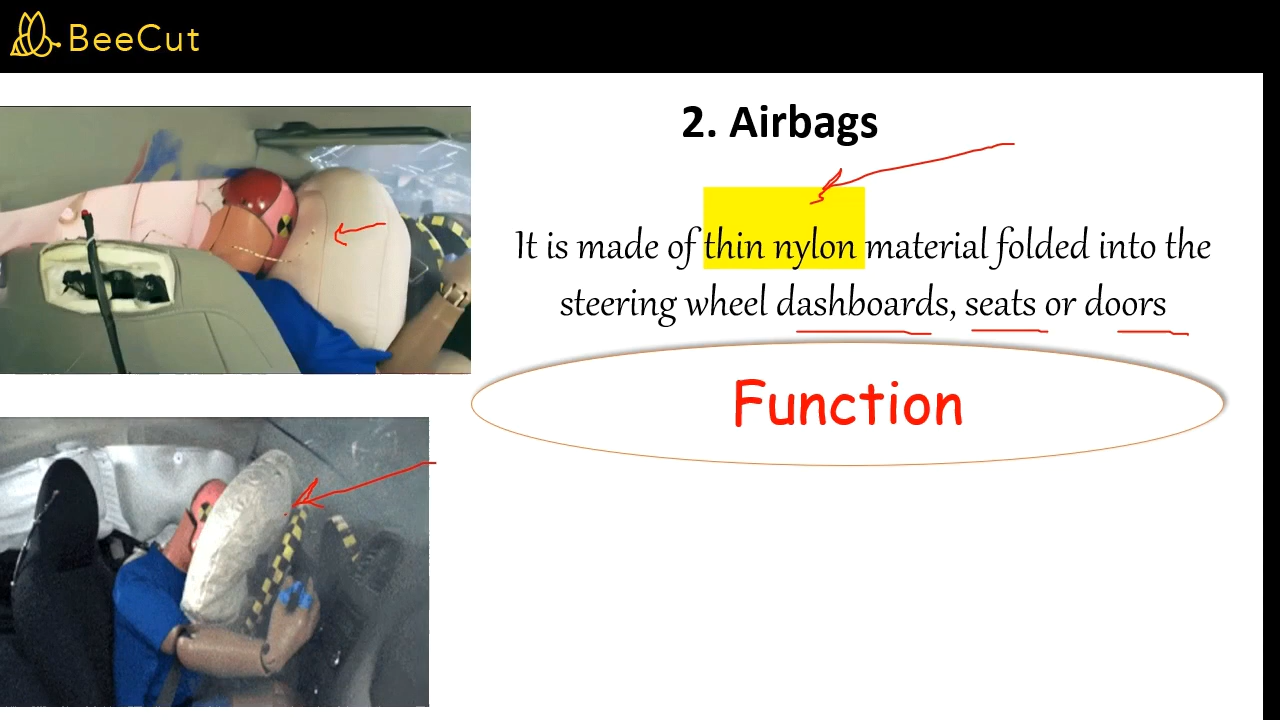 BeeCut
2. Airbags
It is made of thin nylon material folded into the
steering wheel dashboards, seats or doors
Function